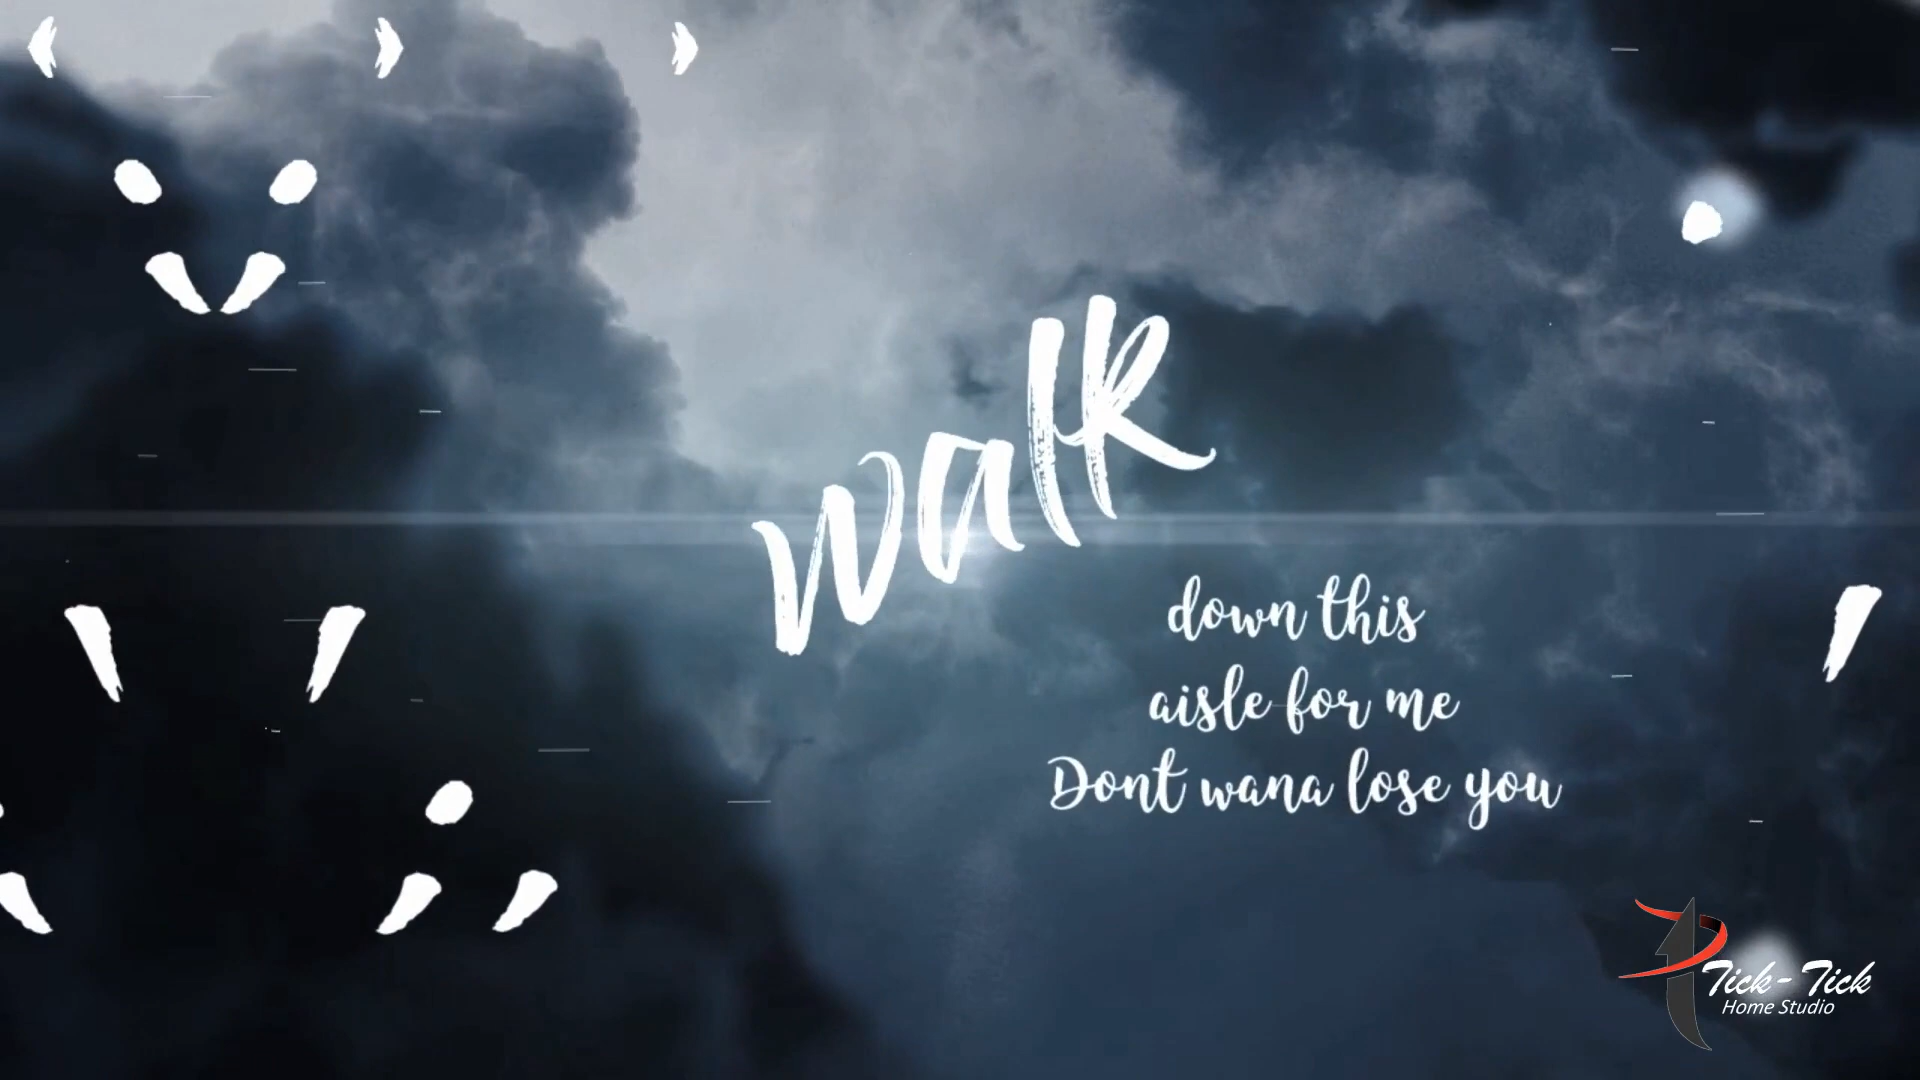 walk
down this
aisle for me
Dont wana lose you
Tick-Tick
Home Studio